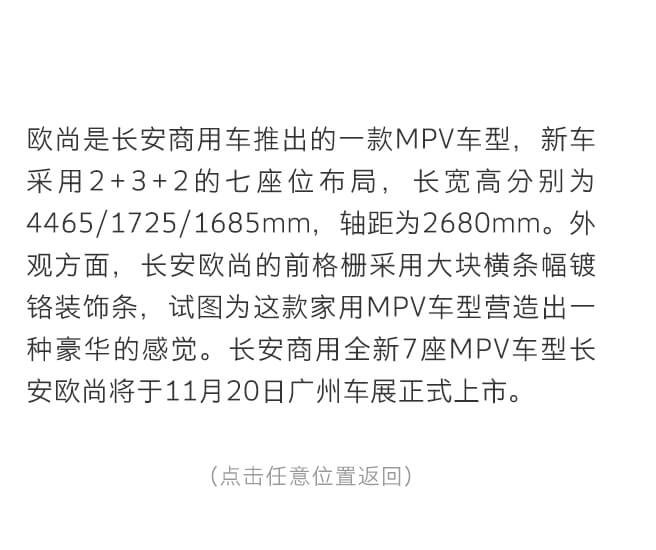 欧尚是长安商用车推出的一款MPV车型，新车
采用2+3+2的七座位布局，长宽高分别为
4465/1725/1685mm，轴距为2680mm。外
观方面，长安欧尚的前格栅采用大块横条幅镀
铬装饰条，试图为这款家用MPV车型营造出一
种豪华的感觉。长安商用全新7座MPV车型长
安欧尚将于11月20日广州车展正式上市。
（点击任意位置返回）